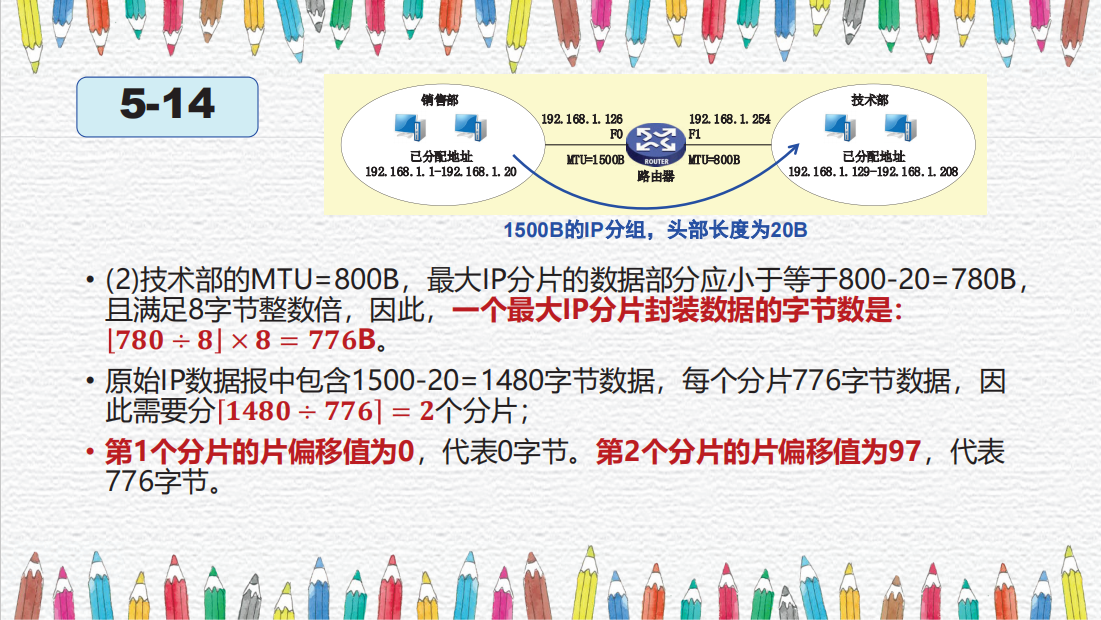 5-14
销售部
已分配地址
192.168.1.1-192.168.1.20
192.168.1.126
F0
MTU=1500B
ROUTER
路由器
192.168.1.254
F1
MTU=800B
技术部
已分配地址
192.168.1.129-192.168.1.208
1500B的IP分组，头部长度为20B
• (2)技术部的MTU=800B，最大IP分片的数据部分应小于等于800-20=780B，
且满足8字节整数倍，因此，一个最大IP分片封装数据的字节数是：
⌊780 ÷ 8⌋ × 8 = 776B。
• 原始IP数据报中包含1500-20=1480字节数据，每个分片776字节数据，因
此需要分⌈1480 ÷ 776⌉ = 2个分片；
• 第1个分片的片偏移值为0，代表0字节。第2个分片的片偏移值为97，代表
776字节。